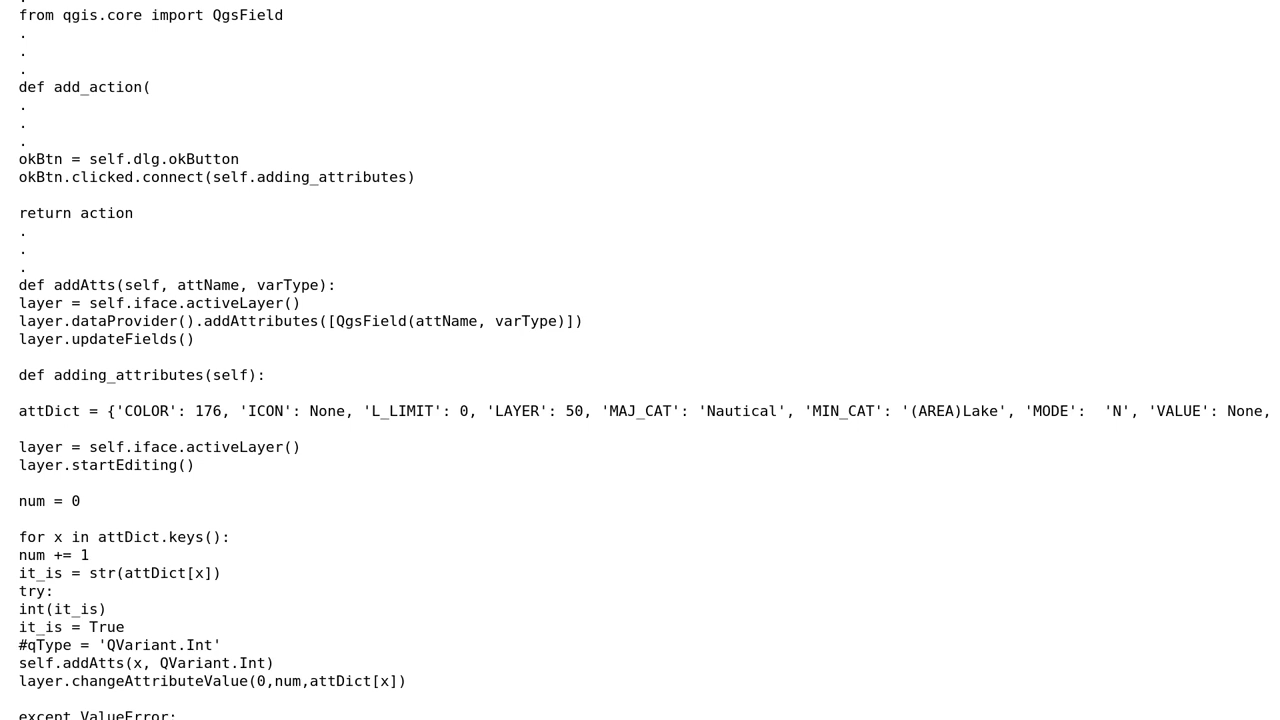 .
from qgis.core import QgsField
.
.
.
def add_action(
.
.
.
okBtn = self.dlg.okButton
okBtn.clicked.connect(self.adding_attributes)
return action
.
.
.
def addAtts(self, attName, varType):
layer = self.iface.activeLayer()
layer.dataProvider().addAttributes([QgsField(attName, varType)])
layer.updateFields()
def adding_attributes(self):
attDict = {'COLOR': 176, 'ICON': None, 'L_LIMIT': 0, 'LAYER': 50, 'MAJ_CAT': 'Nautical', 'MIN_CAT': '(AREA)Lake', 'MODE':  'N', 'VALUE': None,
layer = self.iface.activeLayer()
layer.startEditing()
num = 0
for x in attDict.keys():
num += 1
it_is = str(attDict[x])
try:
int(it_is)
it_is = True
#qType = 'QVariant.Int'
self.addAtts(x, QVariant.Int)
layer.changeAttributeValue(0,num,attDict[x])
except ValueError: